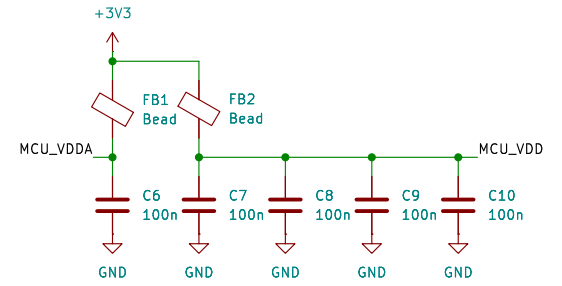 +3V3
FB1
Bead
FB2
Bead
MCU_VDDA
MCU_VDD
C6
100n
C7
100n
C8
100n
C9
100n
C10
100n
GND
GND
GND
GND
GND